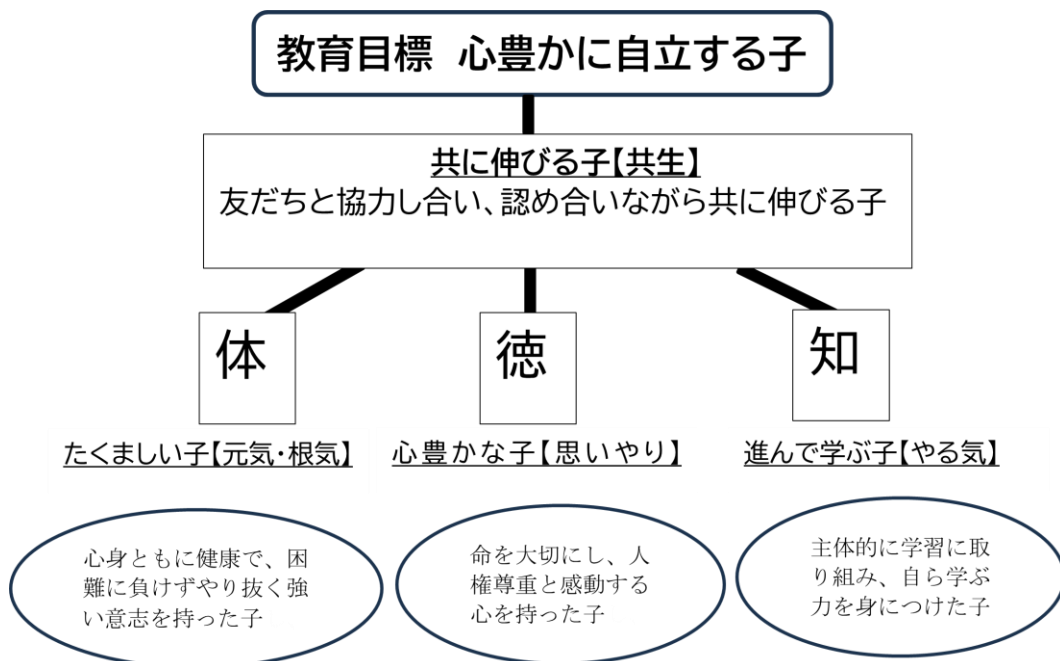 教育目標 心豊かに自立する子
共に伸びる子【共生】
友だちと協力し合い、認め合いながら共に伸びる子
体
徳
知
たくましい子【元気・根気】
心豊かな子【思いやり】
進んで学ぶ子【やる気】
心身ともに健康で、困
難に負けずやり抜く強
い意志を持った子
命を大切にし、人
権尊重と感動する
心を持った子
主体的に学習に取
り組み、自ら学ぶ
力を身につけた子